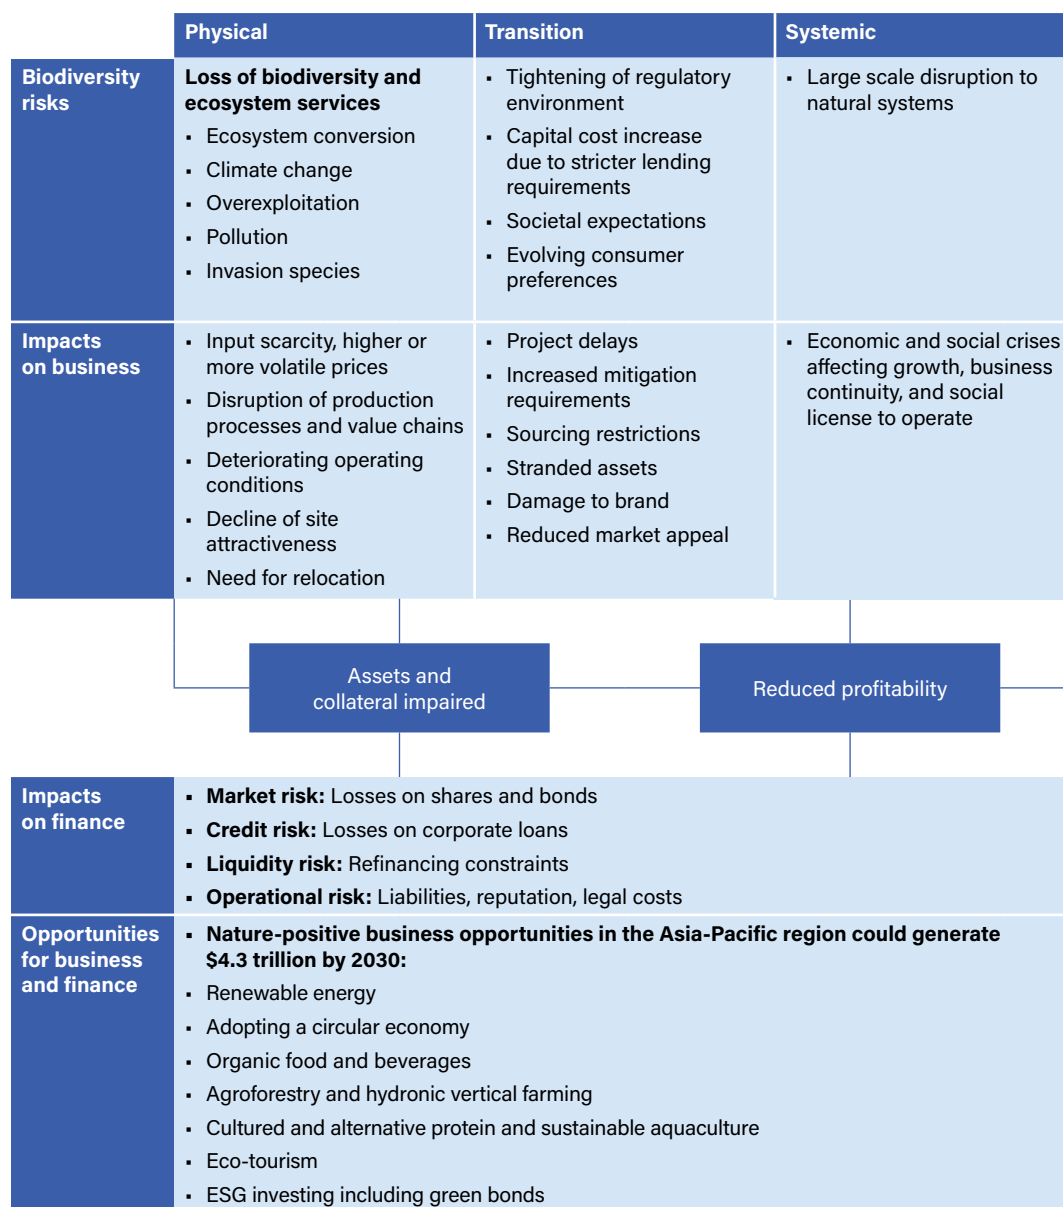 Physical
Transition
Systemic
Biodiversity
risks
Loss of biodiversity and
ecosystem services
▪ Ecosystem conversion
▪ Climate change
▪ Overexploitation
▪ Pollution
▪ Invasion species
▪ Tightening of regulatory
environment
▪ Capital cost increase
due to stricter lending
requirements
▪ Societal expectations
▪ Evolving consumer
preferences
▪ Large scale disruption to
natural systems
Impacts
on business
▪ Input scarcity, higher or
more volatile prices
▪ Disruption of production
processes and value chains
▪ Deteriorating operating
conditions
▪ Decline of site
attractiveness
▪ Need for relocation
▪ Project delays
▪ Increased mitigation
requirements
▪ Sourcing restrictions
▪ Stranded assets
▪ Damage to brand
▪ Reduced market appeal
▪ Economic and social crises
affecting growth, business
continuity, and social
license to operate
Assets and
collateral impaired
Reduced profitability
Impacts
on finance
▪ Market risk: Losses on shares and bonds
▪ Credit risk: Losses on corporate loans
▪ Liquidity risk: Refinancing constraints
▪ Operational risk: Liabilities, reputation, legal costs
Opportunities
for business
and finance
▪ Nature-positive business opportunities in the Asia-Pacific region could generate
$4.3 trillion by 2030:
▪ Renewable energy
▪ Adopting a circular economy
▪ Organic food and beverages
▪ Agroforestry and hydronic vertical farming
▪ Cultured and alternative protein and sustainable aquaculture
▪ Eco-tourism
▪ ESG investing including green bonds